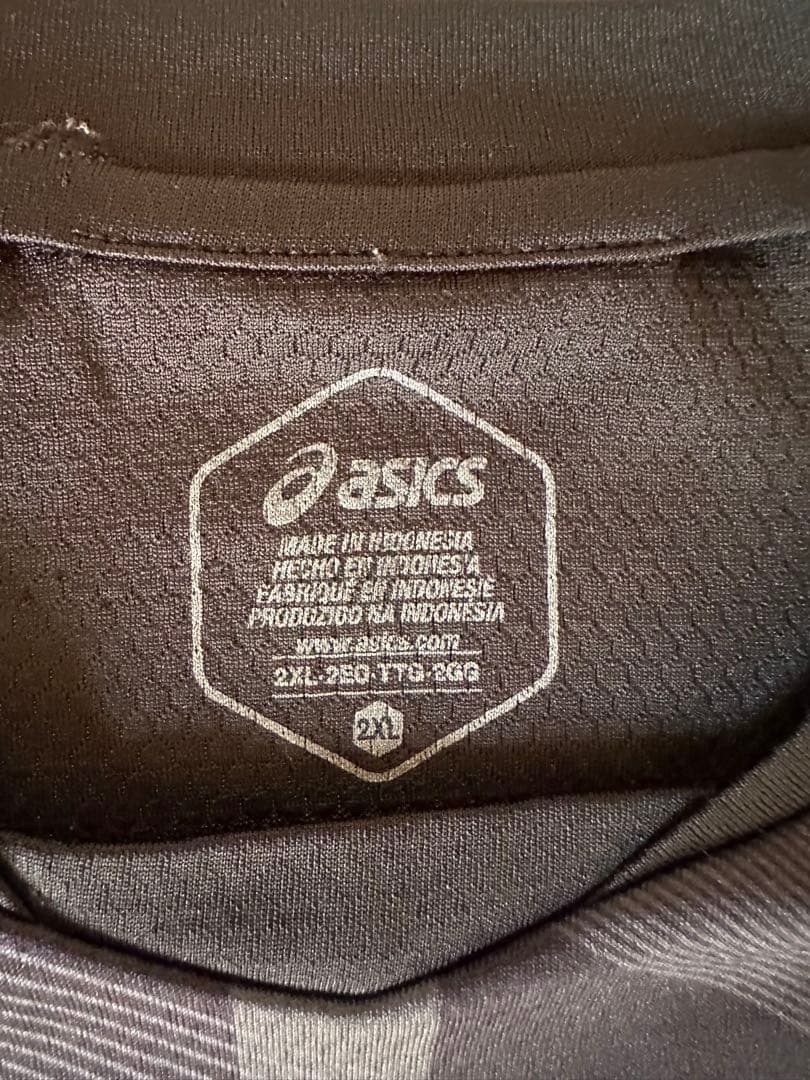 asics
MADE IN INDONESIA
HECHO EN INDONESIA
FABRIQUÉ EN INDONESIE
PRODUZIDO NA INDONESIA
www.asics.com
2XL-2EG-TTG-2GG
2XL